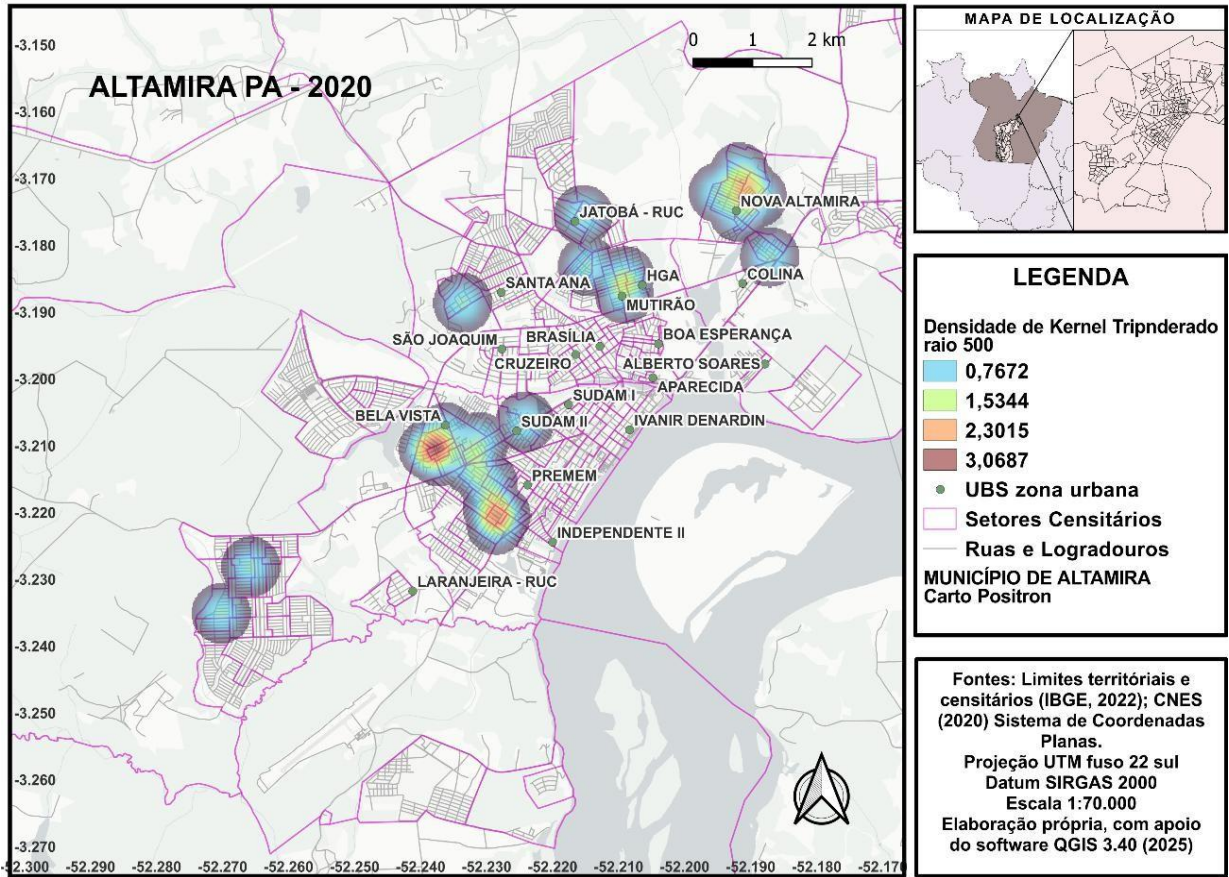 ALTAMIRA PA - 2020
0 1 2 km
-3.150
-3.160
-3.170
-3.180
-3.190
-3.200
-3.210
-3.220
-3.230
-3.240
-3.250
-3.260
-3.270
-52.300 -52.290 -52.280 -52.270 -52.260 -52.250 -52.240 -52.230 -52.220 -52.210 -52.200 -52.190 -52.180 -52.170
JATOBÁ - RUC
NOVA ALTAMIRA
SANTA ANA
HGA
COLINA
MUTIRÃO
SÃO JOAQUIM
BRASÍLIA
BOA ESPERANÇA
CRUZEIRO
ALBERTO SOARES
APARECIDA
SUDAM I
BELA VISTA
SUDAM II
IVANIR DENARDIN
PREMEM
INDEPENDENTE II
LARANJEIRA - RUC
MAPA DE LOCALIZAÇÃO
LEGENDA
Densidade de Kernel Tripnderado
raio 500
0,7672
1,5344
2,3015
3,0687
UBS zona urbana
Setores Censitários
Ruas e Logradouros
MUNICÍPIO DE ALTAMIRA
Carto Positron
Fontes: Limites territóriais e
censitários (IBGE, 2022); CNES
(2020) Sistema de Coordenadas
Planas.
Projeção UTM fuso 22 sul
Datum SIRGAS 2000
Escala 1:70.000
Elaboração própria, com apoio
do software QGIS 3.40 (2025)